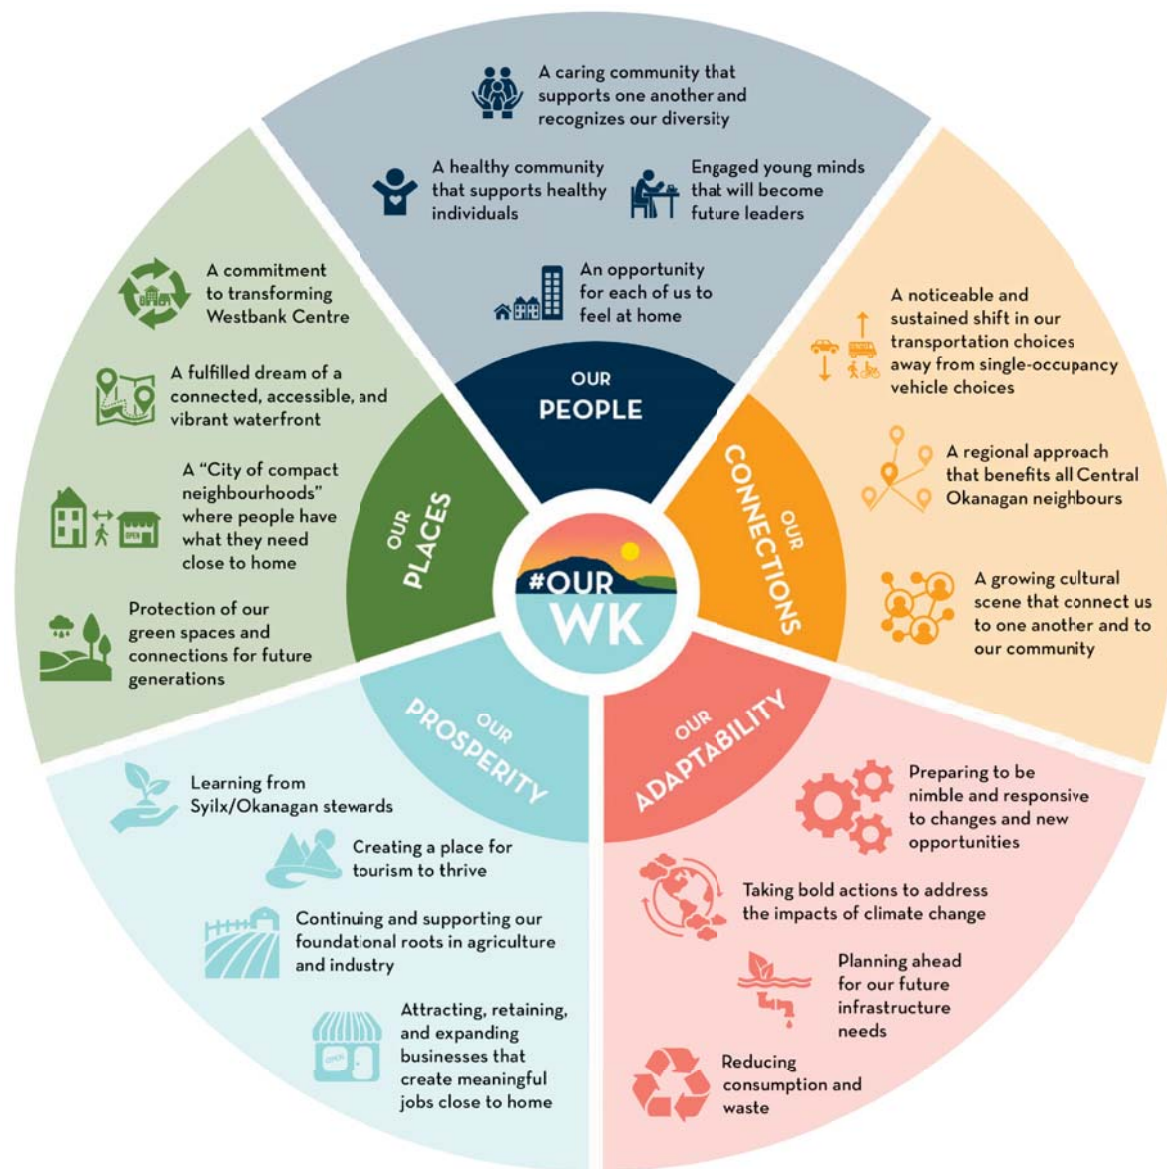 A caring community that
supports one another and
recognizes our diversity
A healthy community
that supports healthy
individuals
Engaged young minds
that will become
future leaders
An opportunity
for each of us to
feel at home
OUR
PEOPLE
A noticeable and
sustained shift in our
transportation choices
away from single-occupancy
vehicle choices
A regional approach
that benefits all Central
Okanagan neighbours
A growing cultural
scene that connect us
to one another and to
our community
OUR
CONNECTIONS
Preparing to be
nimble and responsive
to changes and new
opportunities
Taking bold actions to address
the impacts of climate change
Planning ahead
for our future
infrastructure
needs
Reducing
consumption and
waste
OUR
ADAPTABILITY
Learning from
Syilx/Okanagan stewards
Creating a place for
tourism to thrive
Continuing and supporting our
foundational roots in agriculture
and industry
Attracting, retaining,
and expanding
businesses that
create meaningful
jobs close to home
OPEN
OUR
PROSPERITY
A commitment
to transforming
Westbank Centre
A fulfilled dream of a
connected, accessible, and
vibrant waterfront
A “City of compact
neighbourhoods”
where people have
what they need
close to home
OPEN
Protection of our
green spaces and
connections for future
generations
OUR
PLACES
#OUR
WK